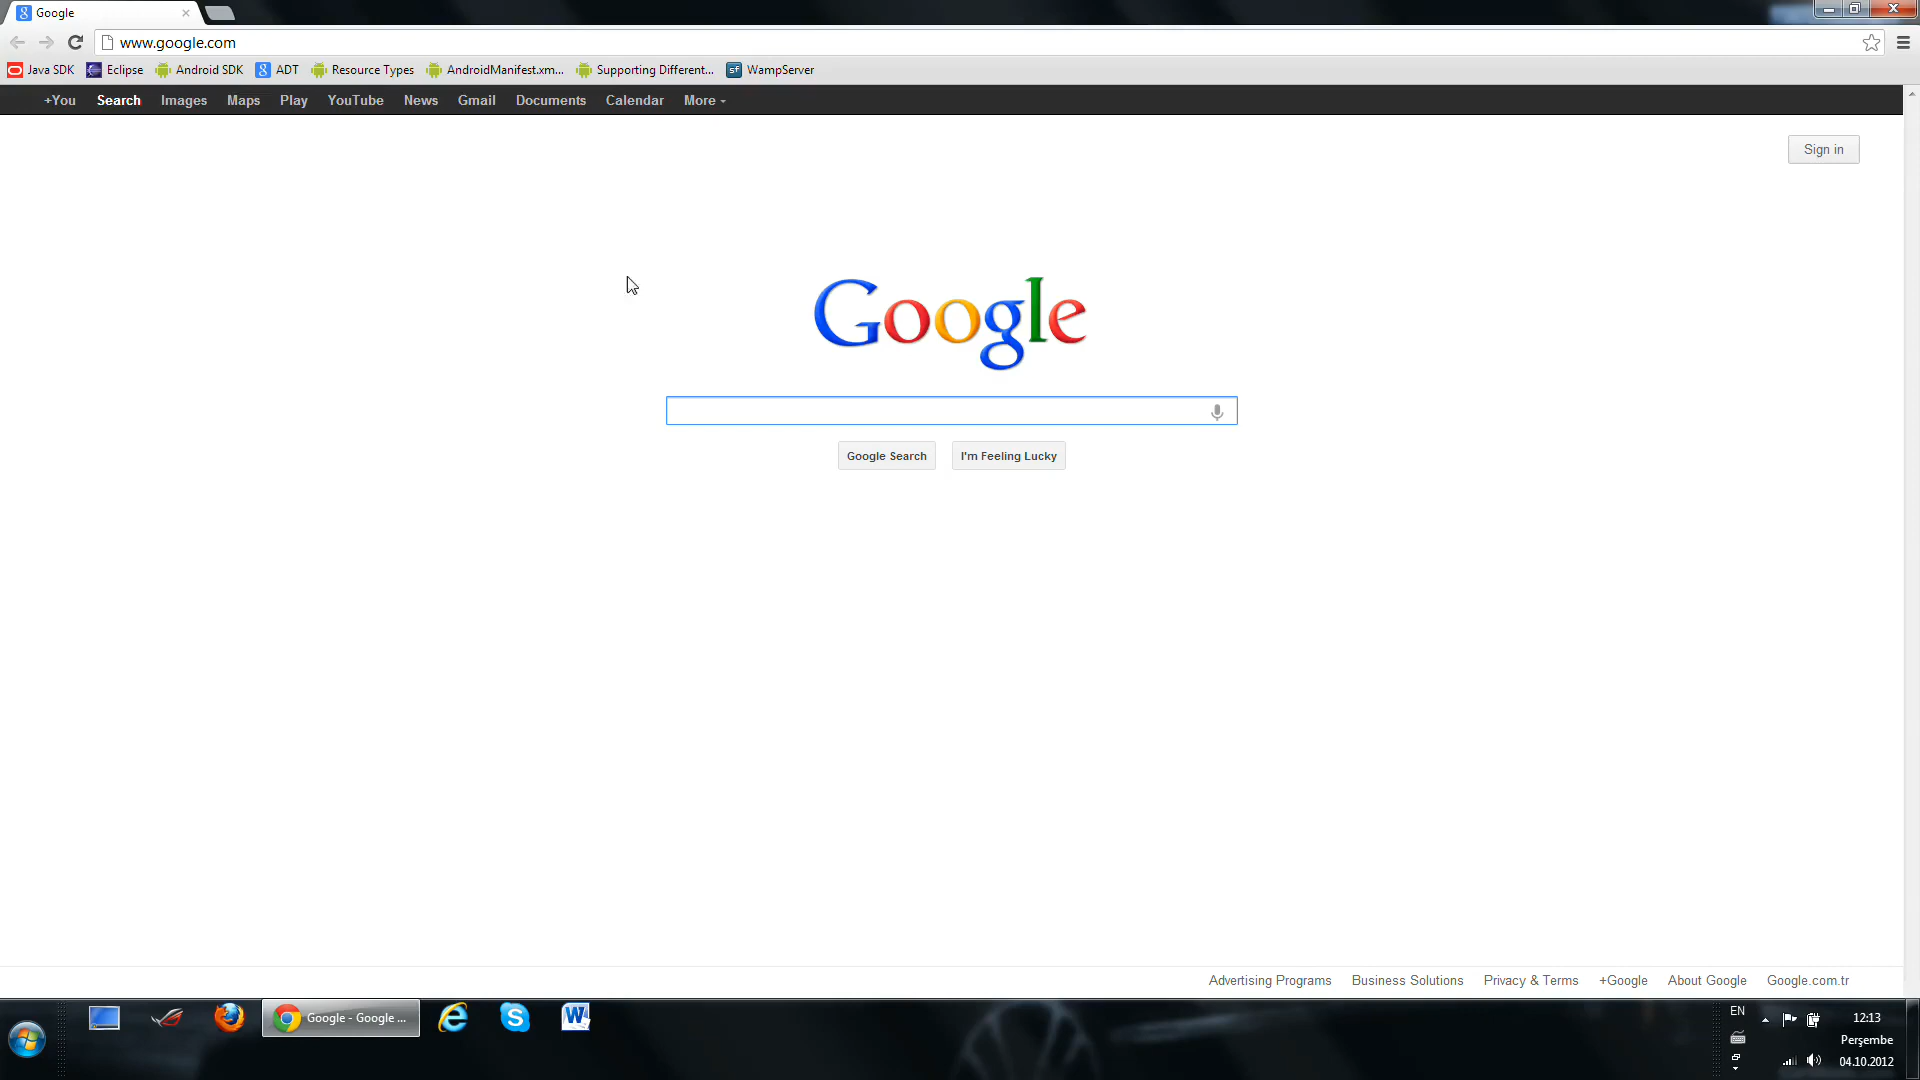 Google
www.google.com
Java SDK Eclipse Android SDK ADT Resource Types AndroidManifest.xm... Supporting Different... WampServer
+You Search Images Maps Play YouTube News Gmail Documents Calendar More
Sign in
Google
Google Search I'm Feeling Lucky
Advertising Programs Business Solutions Privacy & Terms +Google About Google Google.com.tr
Google - Google ...
EN
12:13
Perşembe
04.10.2012